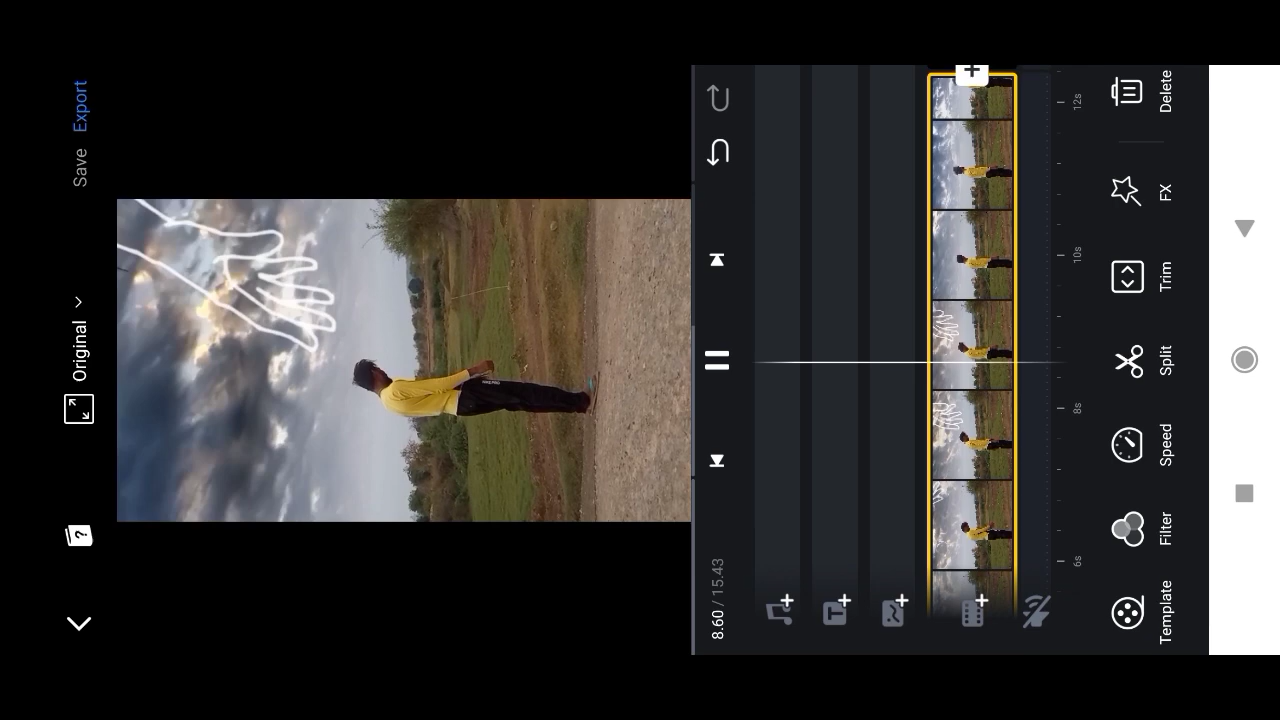 Original
Save
Export
8.60 / 15.43
6s
8s
10s
12s
Template
Filter
Speed
Split
Trim
FX
Delete